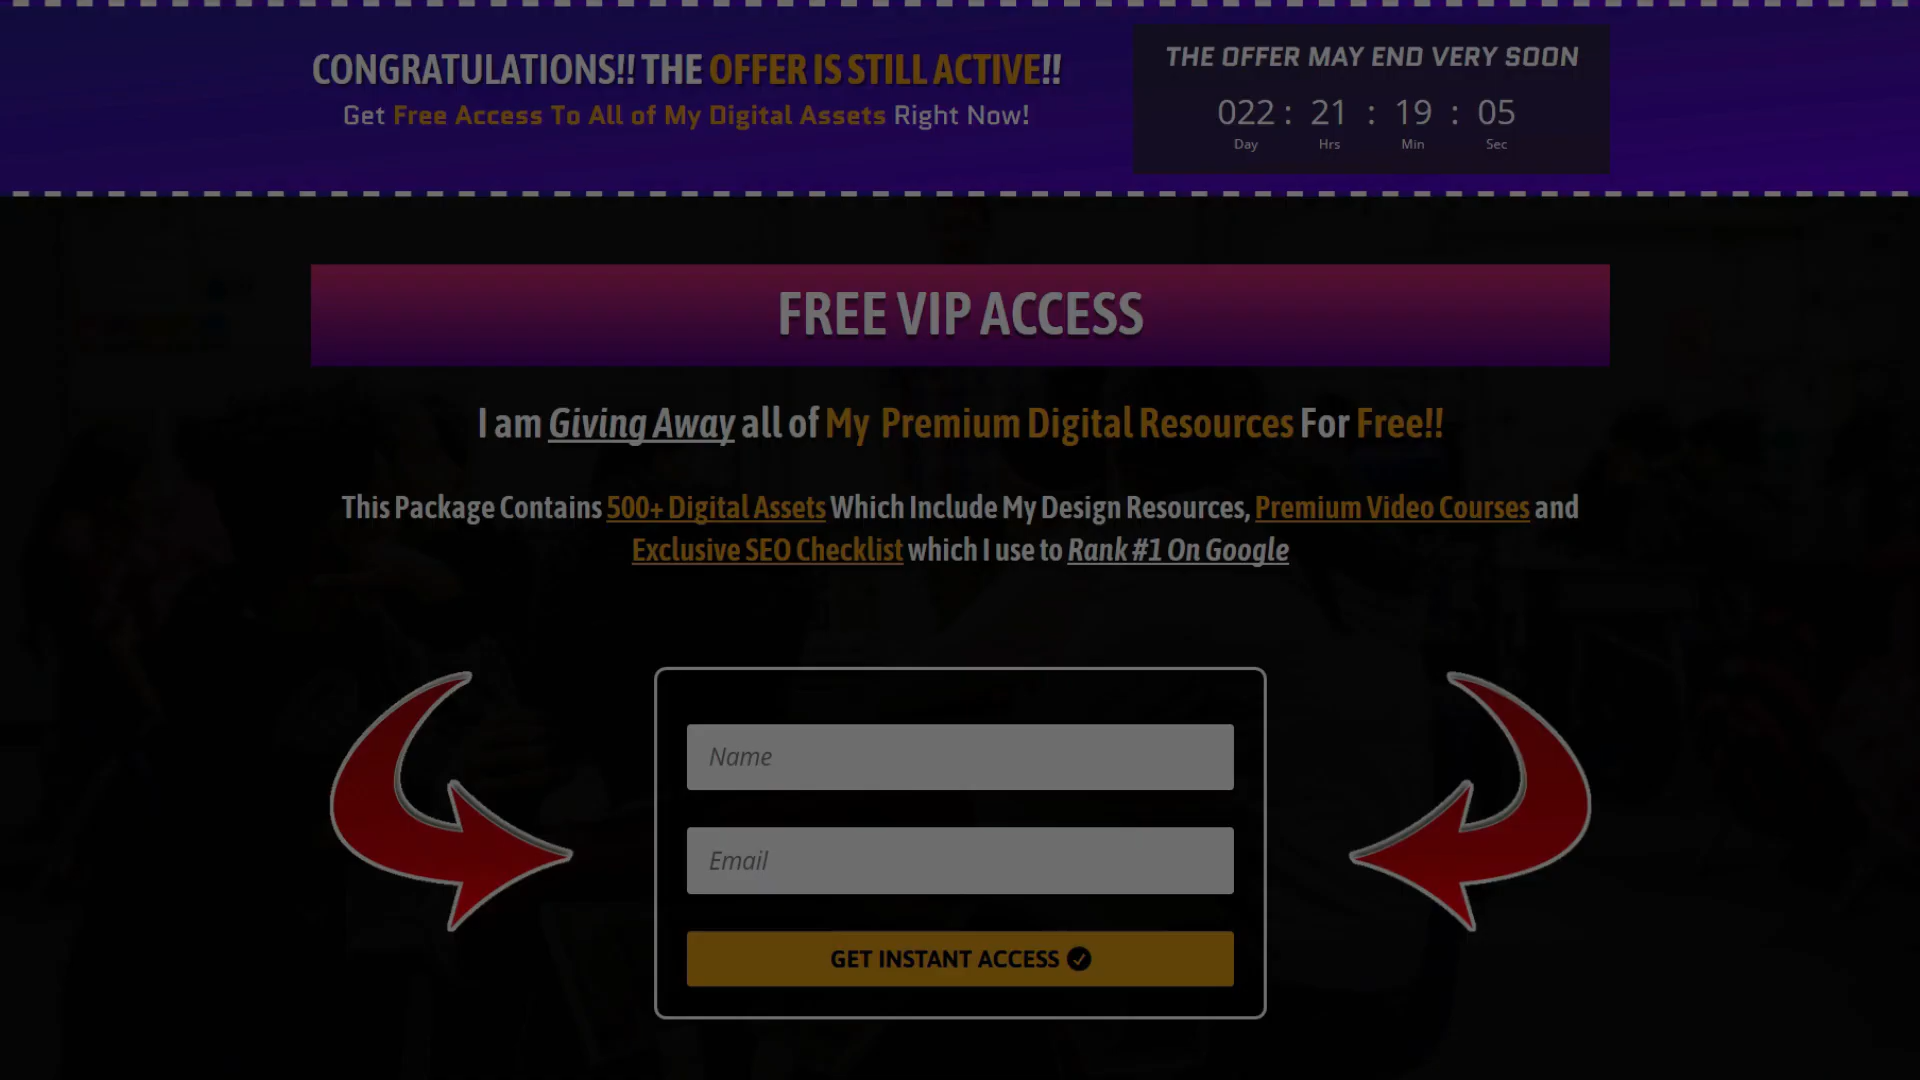 CONGRATULATIONS!! THE OFFER IS STILL ACTIVE!!
Get Free Access To All of My Digital Assets Right Now!
THE OFFER MAY END VERY SOON
022 : 21 : 19 : 05
Day Hrs Min Sec
FREE VIP ACCESS
I am Giving Away all of My Premium Digital Resources For Free!!
This Package Contains 500+ Digital Assets Which Include My Design Resources, Premium Video Courses and
Exclusive SEO Checklist which I use to Rank #1 On Google
Name
Email
GET INSTANT ACCESS